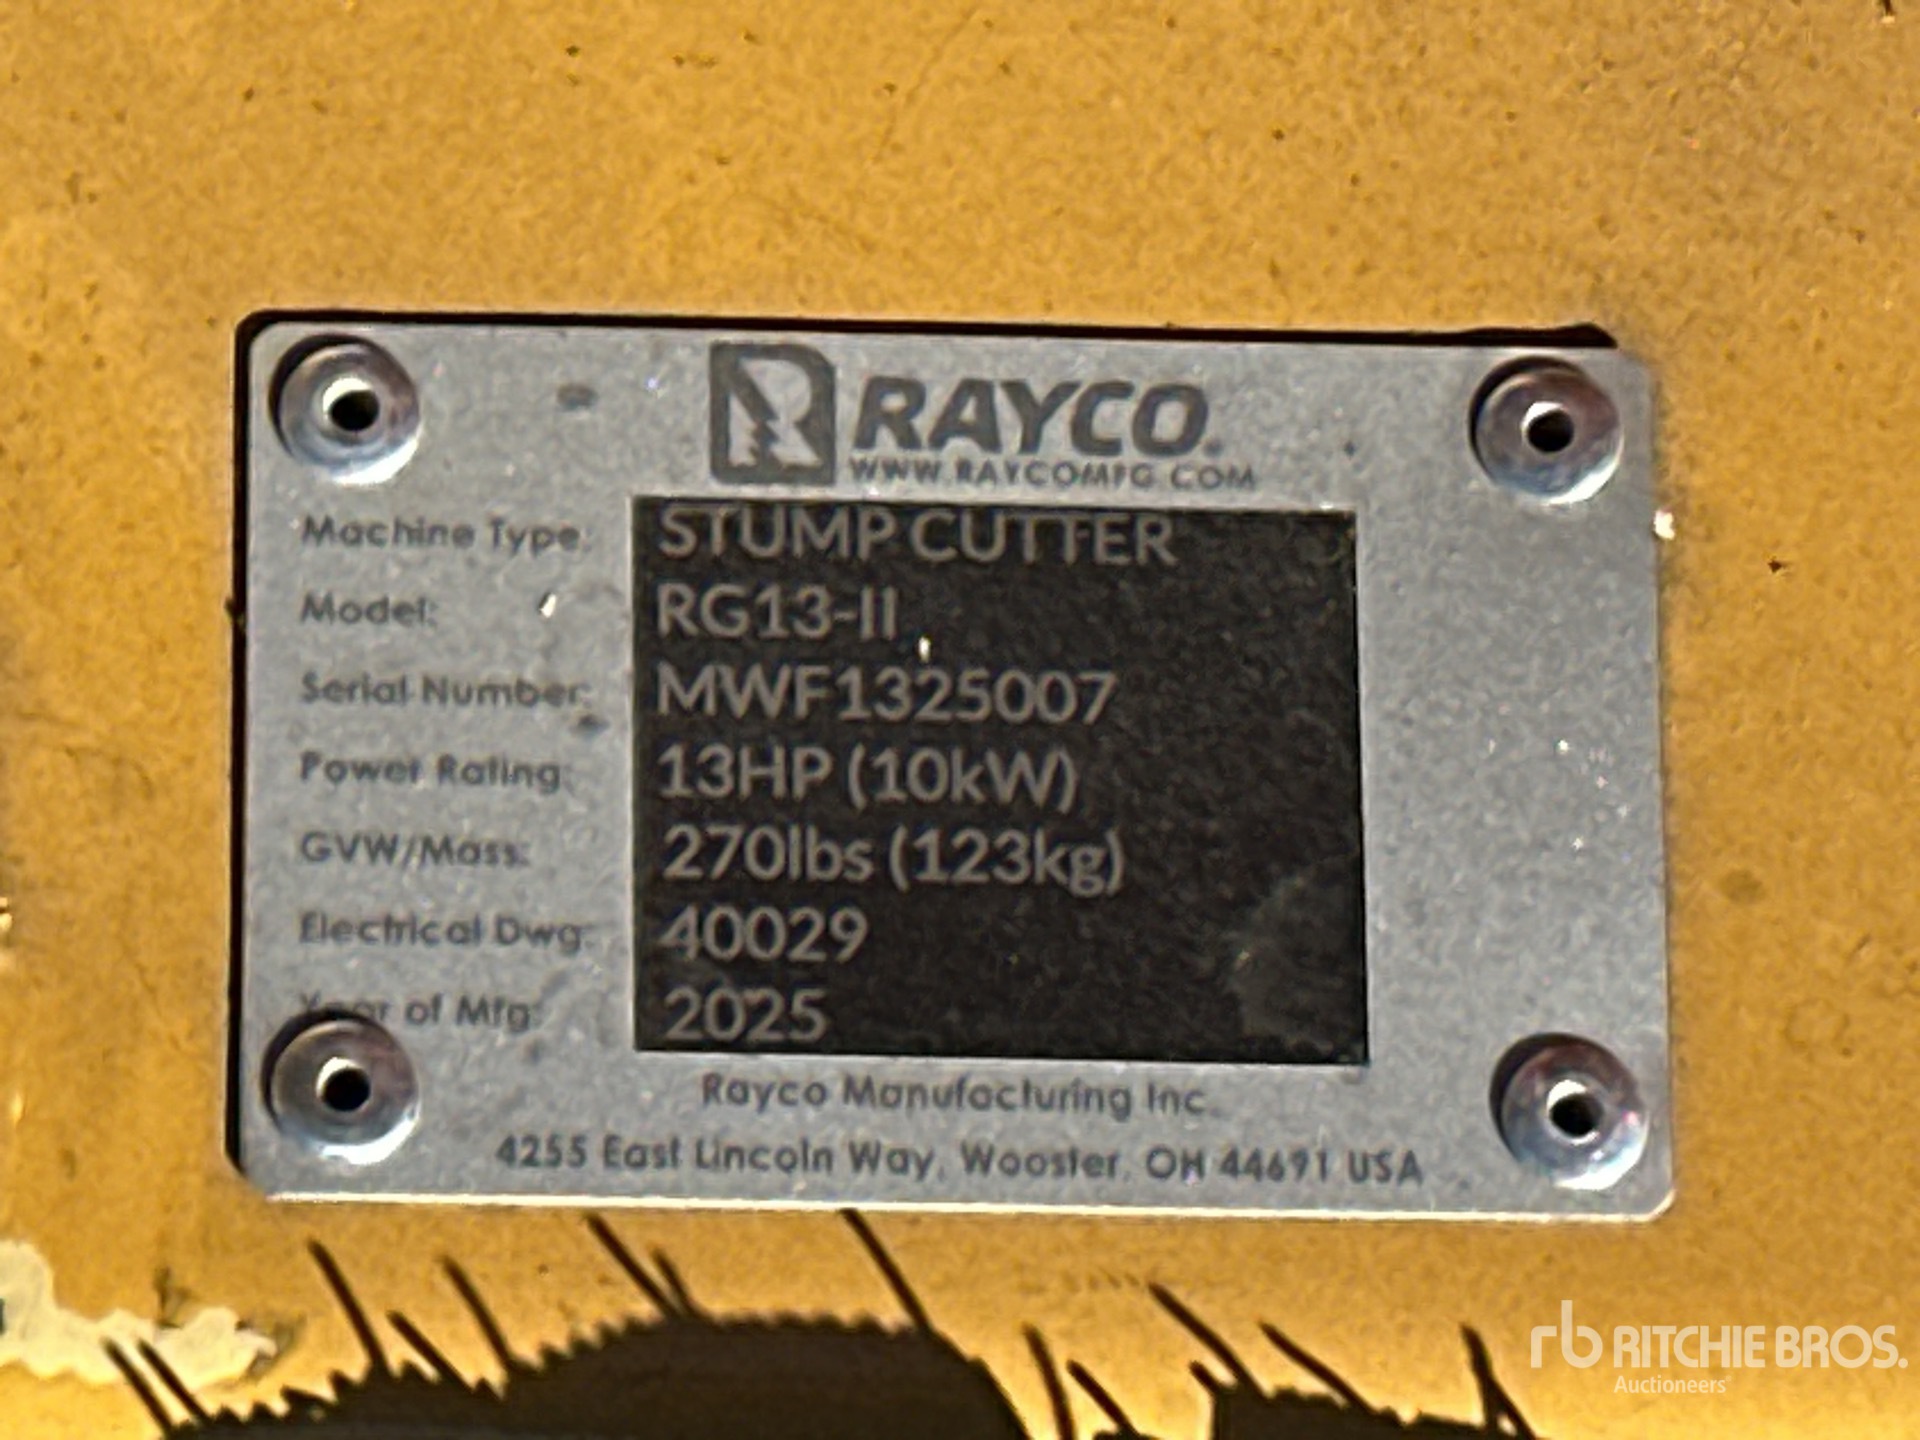 RAYCO.
WWW.RAYCOMFG.COM
Machine Type: STUMP CUTTER
Model: RG13-II
Serial Number: MWF1325007
Power Rating: 13HP (10kW)
GVW/Mass: 270lbs (123kg)
Electrical Dwg: 40029
Year of Mfg: 2025
Rayco Manufacturing Inc.
4255 East Lincoln Way, Wooster, OH 44691 USA
rb RITCHIE BROS.
Auctioneers